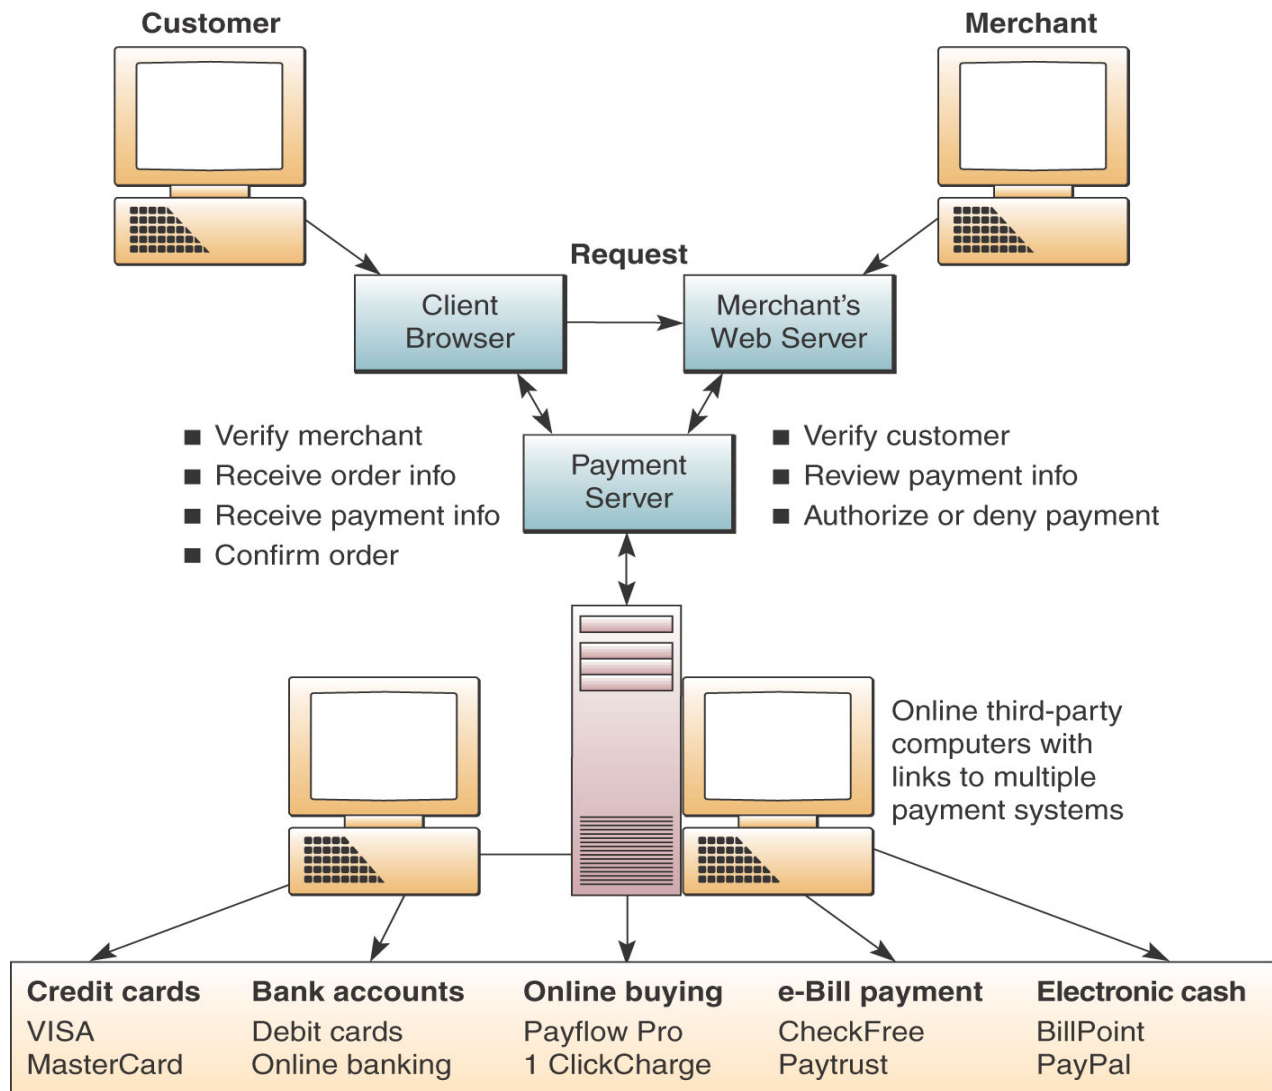 Customer
Merchant
Request
Client
Browser
Merchant's
Web Server
■ Verify merchant
■ Receive order info
■ Receive payment info
■ Confirm order
Payment
Server
■ Verify customer
■ Review payment info
■ Authorize or deny payment
Online third-party
computers with
links to multiple
payment systems
Credit cards
VISA
MasterCard
Bank accounts
Debit cards
Online banking
Online buying
Payflow Pro
1 ClickCharge
e-Bill payment
CheckFree
Paytrust
Electronic cash
BillPoint
PayPal